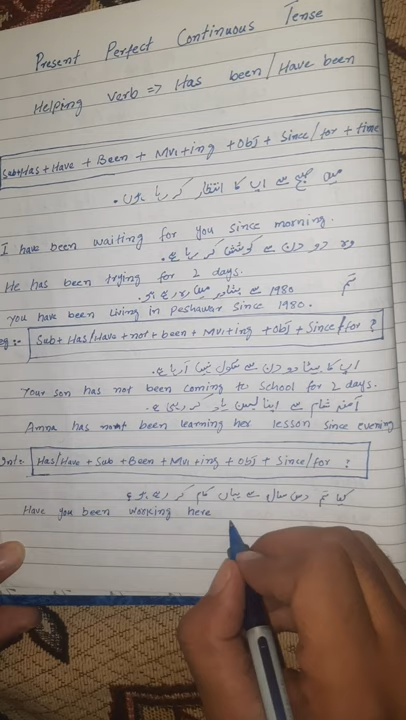 Present Perfect Continuous Tense
Helping verb => Has been/Have been
Sub+Has+Have + Been + Mv1+ing +Obj + Since/for + time
میں صبح سے آپ کا انتظار کر رہا ہوں۔
I have been waiting for you since morning.
وہ دو دن سے کوشش کر رہا ہے۔
He has been trying for 2 days.
تم 1980 سے پشاور میں رہ رہے ہو۔
You have been Living in Peshawar since 1980.
eg:- Sub+ Has/Have+not+been+Mv1+ing +Obj+Since/for ?
آپ کا بیٹا دو دن سے سکول نہیں آ رہا ہے۔
Your son has not been coming to school for 2 days.
آمنہ شام سے اپنا لیسن یاد کر رہی ہے۔
Amna has not been learning her lesson since evening
Int:- Has/Have + Sub +Been +Mv1+ing + obj + Since/for ?
کیا تم دس سال سے یہاں کام کر رہے ہو ؟
Have you been working here